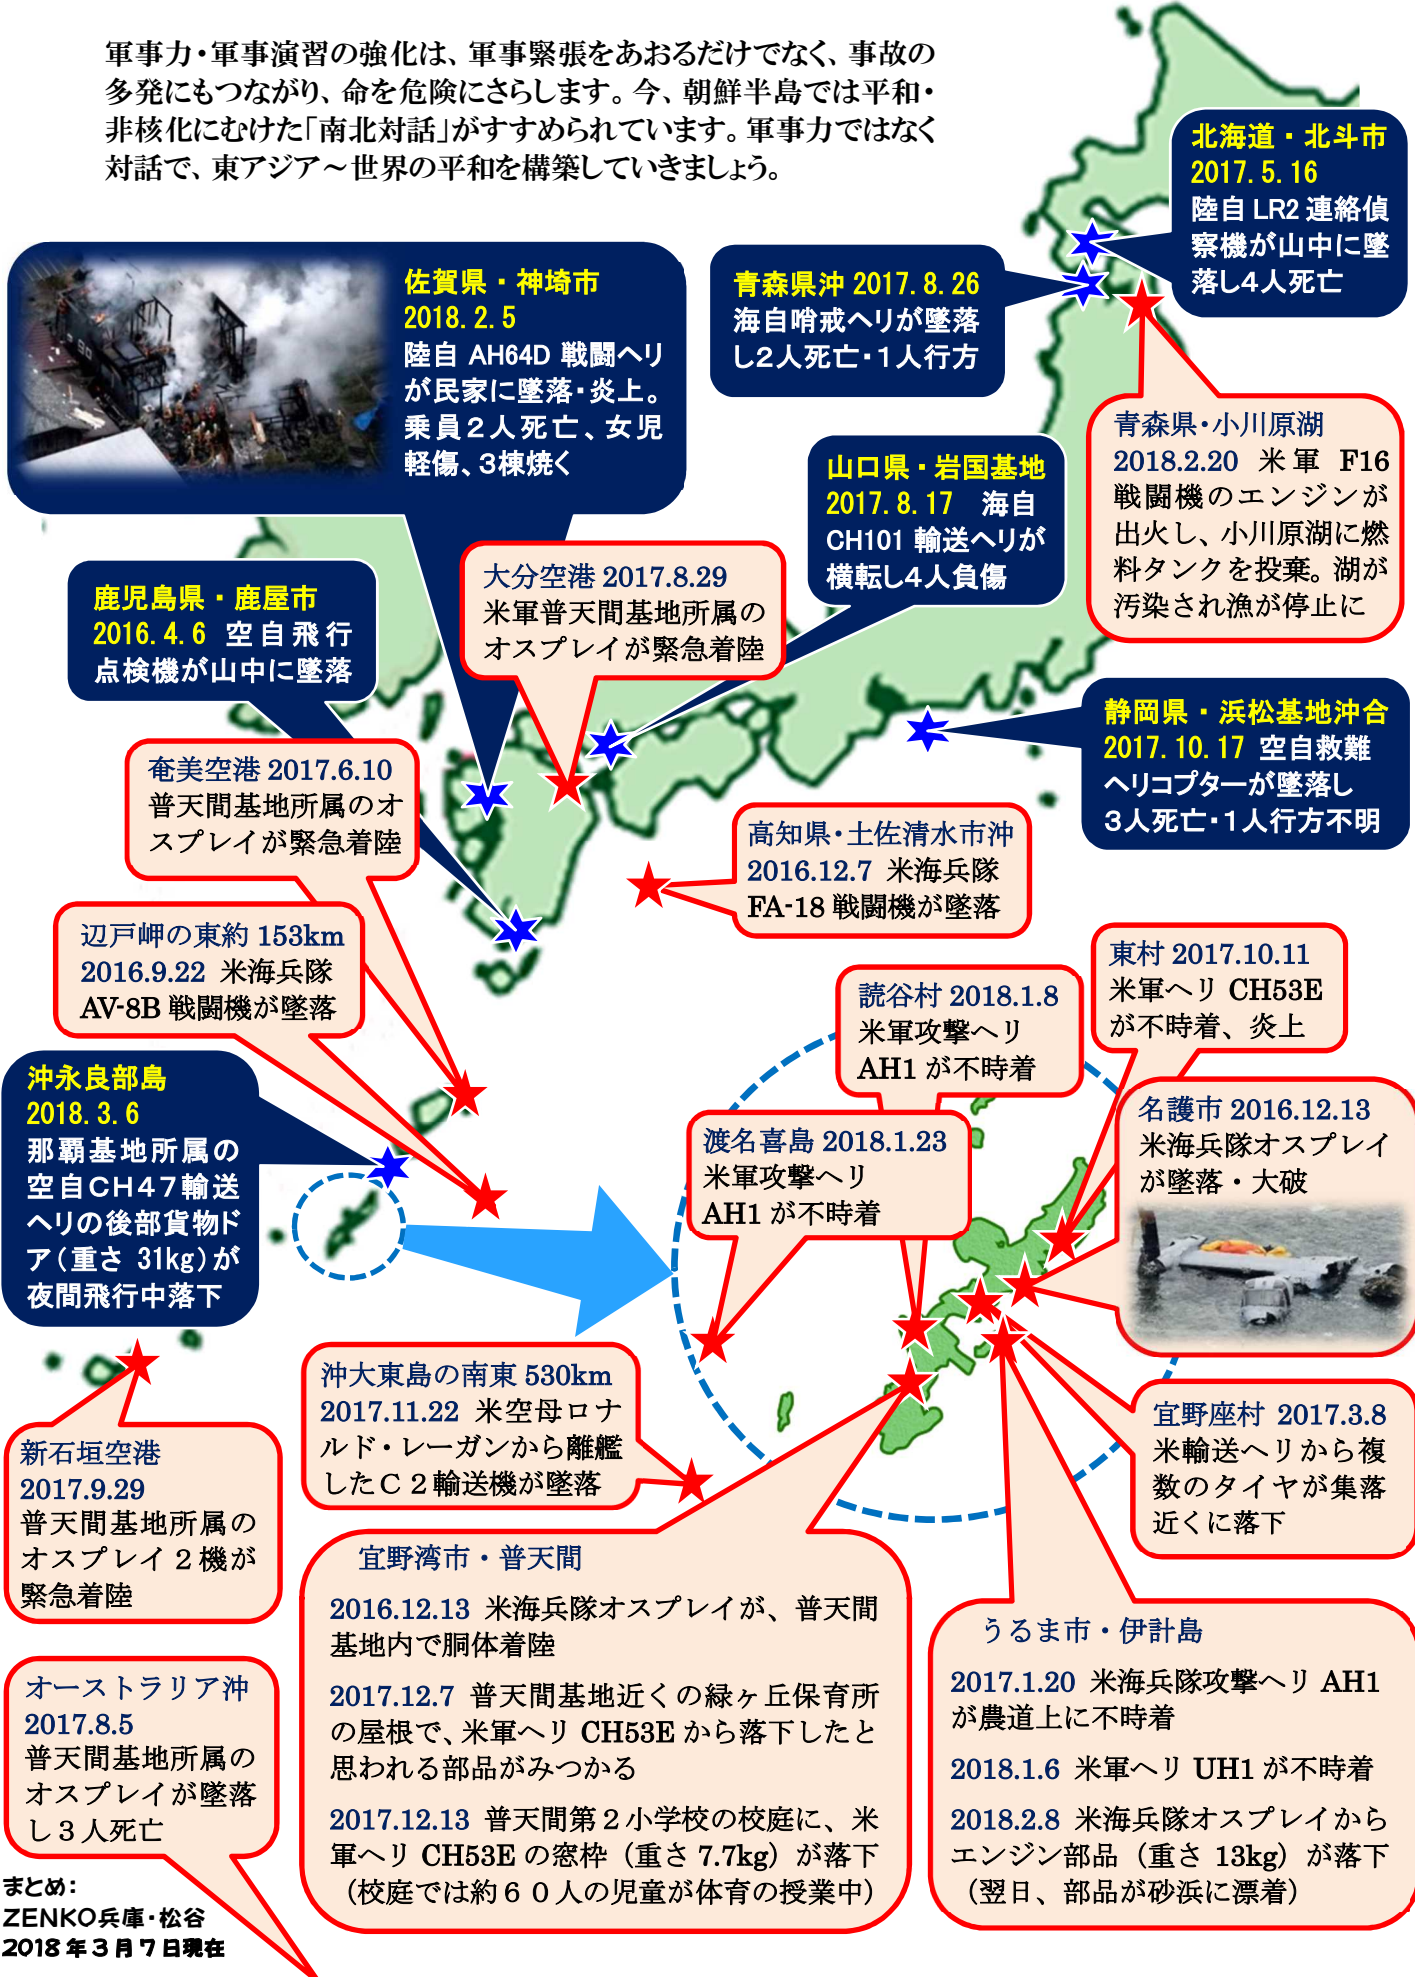 軍事力・軍事演習の強化は、軍事緊張をあおるだけでなく、事故の
多発にもつながり、命を危険にさらします。今、朝鮮半島では平和・
非核化にむけた「南北対話」がすすめられています。軍事力ではなく
対話で、東アジア～世界の平和を構築していきましょう。
北海道・北斗市
2017.5.16
陸自 LR2 連絡偵
察機が山中に墜
落し4人死亡
佐賀県・神埼市
2018.2.5
陸自 AH64D 戦闘ヘリ
が民家に墜落・炎上。
乗員2人死亡、女児
軽傷、3棟焼く
青森県沖 2017.8.26
海自哨戒ヘリが墜落
し2人死亡・1人行方
青森県・小川原湖
2018.2.20 米軍 F16
戦闘機のエンジンが
出火し、小川原湖に燃
料タンクを投棄。湖が
汚染され漁が停止に
山口県・岩国基地
2017.8.17 海自
CH101 輸送ヘリが
横転し4人負傷
大分空港 2017.8.29
米軍普天間基地所属の
オスプレイが緊急着陸
鹿児島県・鹿屋市
2016.4.6 空自飛行
点検機が山中に墜落
静岡県・浜松基地沖合
2017.10.17 空自救難
ヘリコプターが墜落し
3人死亡・1人行方不明
奄美空港 2017.6.10
普天間基地所属のオ
スプレイが緊急着陸
高知県・土佐清水市沖
2016.12.7 米海兵隊
FA-18 戦闘機が墜落
辺戸岬の東約 153km
2016.9.22 米海兵隊
AV-8B 戦闘機が墜落
東村 2017.10.11
米軍ヘリ CH53E
が不時着、炎上
読谷村 2018.1.8
米軍攻撃ヘリ
AH1 が不時着
沖永良部島
2018.3.6
那覇基地所属の
空自CH47輸送
ヘリの後部貨物ド
ア（重さ 31kg）が
夜間飛行中落下
名護市 2016.12.13
米海兵隊オスプレイ
が墜落・大破
渡名喜島 2018.1.23
米軍攻撃ヘリ
AH1 が不時着
沖大東島の南東 530km
2017.11.22 米空母ロナ
ルド・レーガンから離艦
したC2輸送機が墜落
宜野座村 2017.3.8
米輸送ヘリから複
数のタイヤが集落
近くに落下
新石垣空港
2017.9.29
普天間基地所属の
オスプレイ2機が
緊急着陸
宜野湾市・普天間
2016.12.13 米海兵隊オスプレイが、普天間
基地内で胴体着陸
2017.12.7 普天間基地近くの緑ヶ丘保育所
の屋根で、米軍ヘリ CH53E から落下したと
思われる部品がみつかる
2017.12.13 普天間第2小学校の校庭に、米
軍ヘリ CH53E の窓枠（重さ 7.7kg）が落下
（校庭では約60人の児童が体育の授業中）
うるま市・伊計島
2017.1.20 米海兵隊攻撃ヘリ AH1
が農道上に不時着
2018.1.6 米軍ヘリ UH1 が不時着
2018.2.8 米海兵隊オスプレイから
エンジン部品（重さ 13kg）が落下
（翌日、部品が砂浜に漂着）
オーストラリア沖
2017.8.5
普天間基地所属の
オスプレイが墜落
し3人死亡
まとめ：
ZENKO兵庫・松谷
2018年3月7日現在